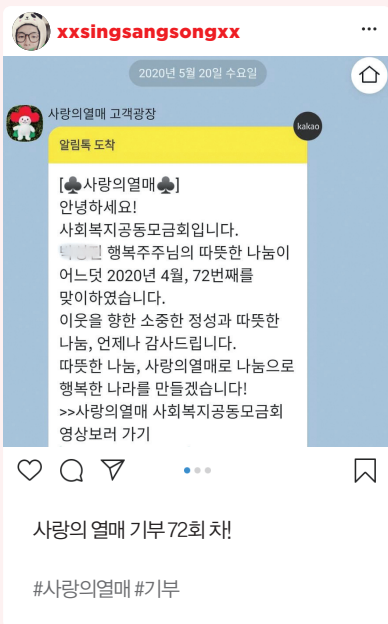 xxsingsangsongxx
2020년 5월 20일 수요일
사랑의열매 고객광장
kakao
알림톡 도착
[♣사랑의열매♣]
안녕하세요!
사회복지공동모금회입니다.
행복주주님의 따뜻한 나눔이
어느덧 2020년 4월, 72번째를
맞이하였습니다.
이웃을 향한 소중한 정성과 따뜻한
나눔, 언제나 감사드립니다.
따뜻한 나눔, 사랑의열매로 나눔으로
행복한 나라를 만들겠습니다!
>>사랑의열매 사회복지공동모금회
영상보러 가기
사랑의 열매 기부 72회 차!
#사랑의열매 #기부